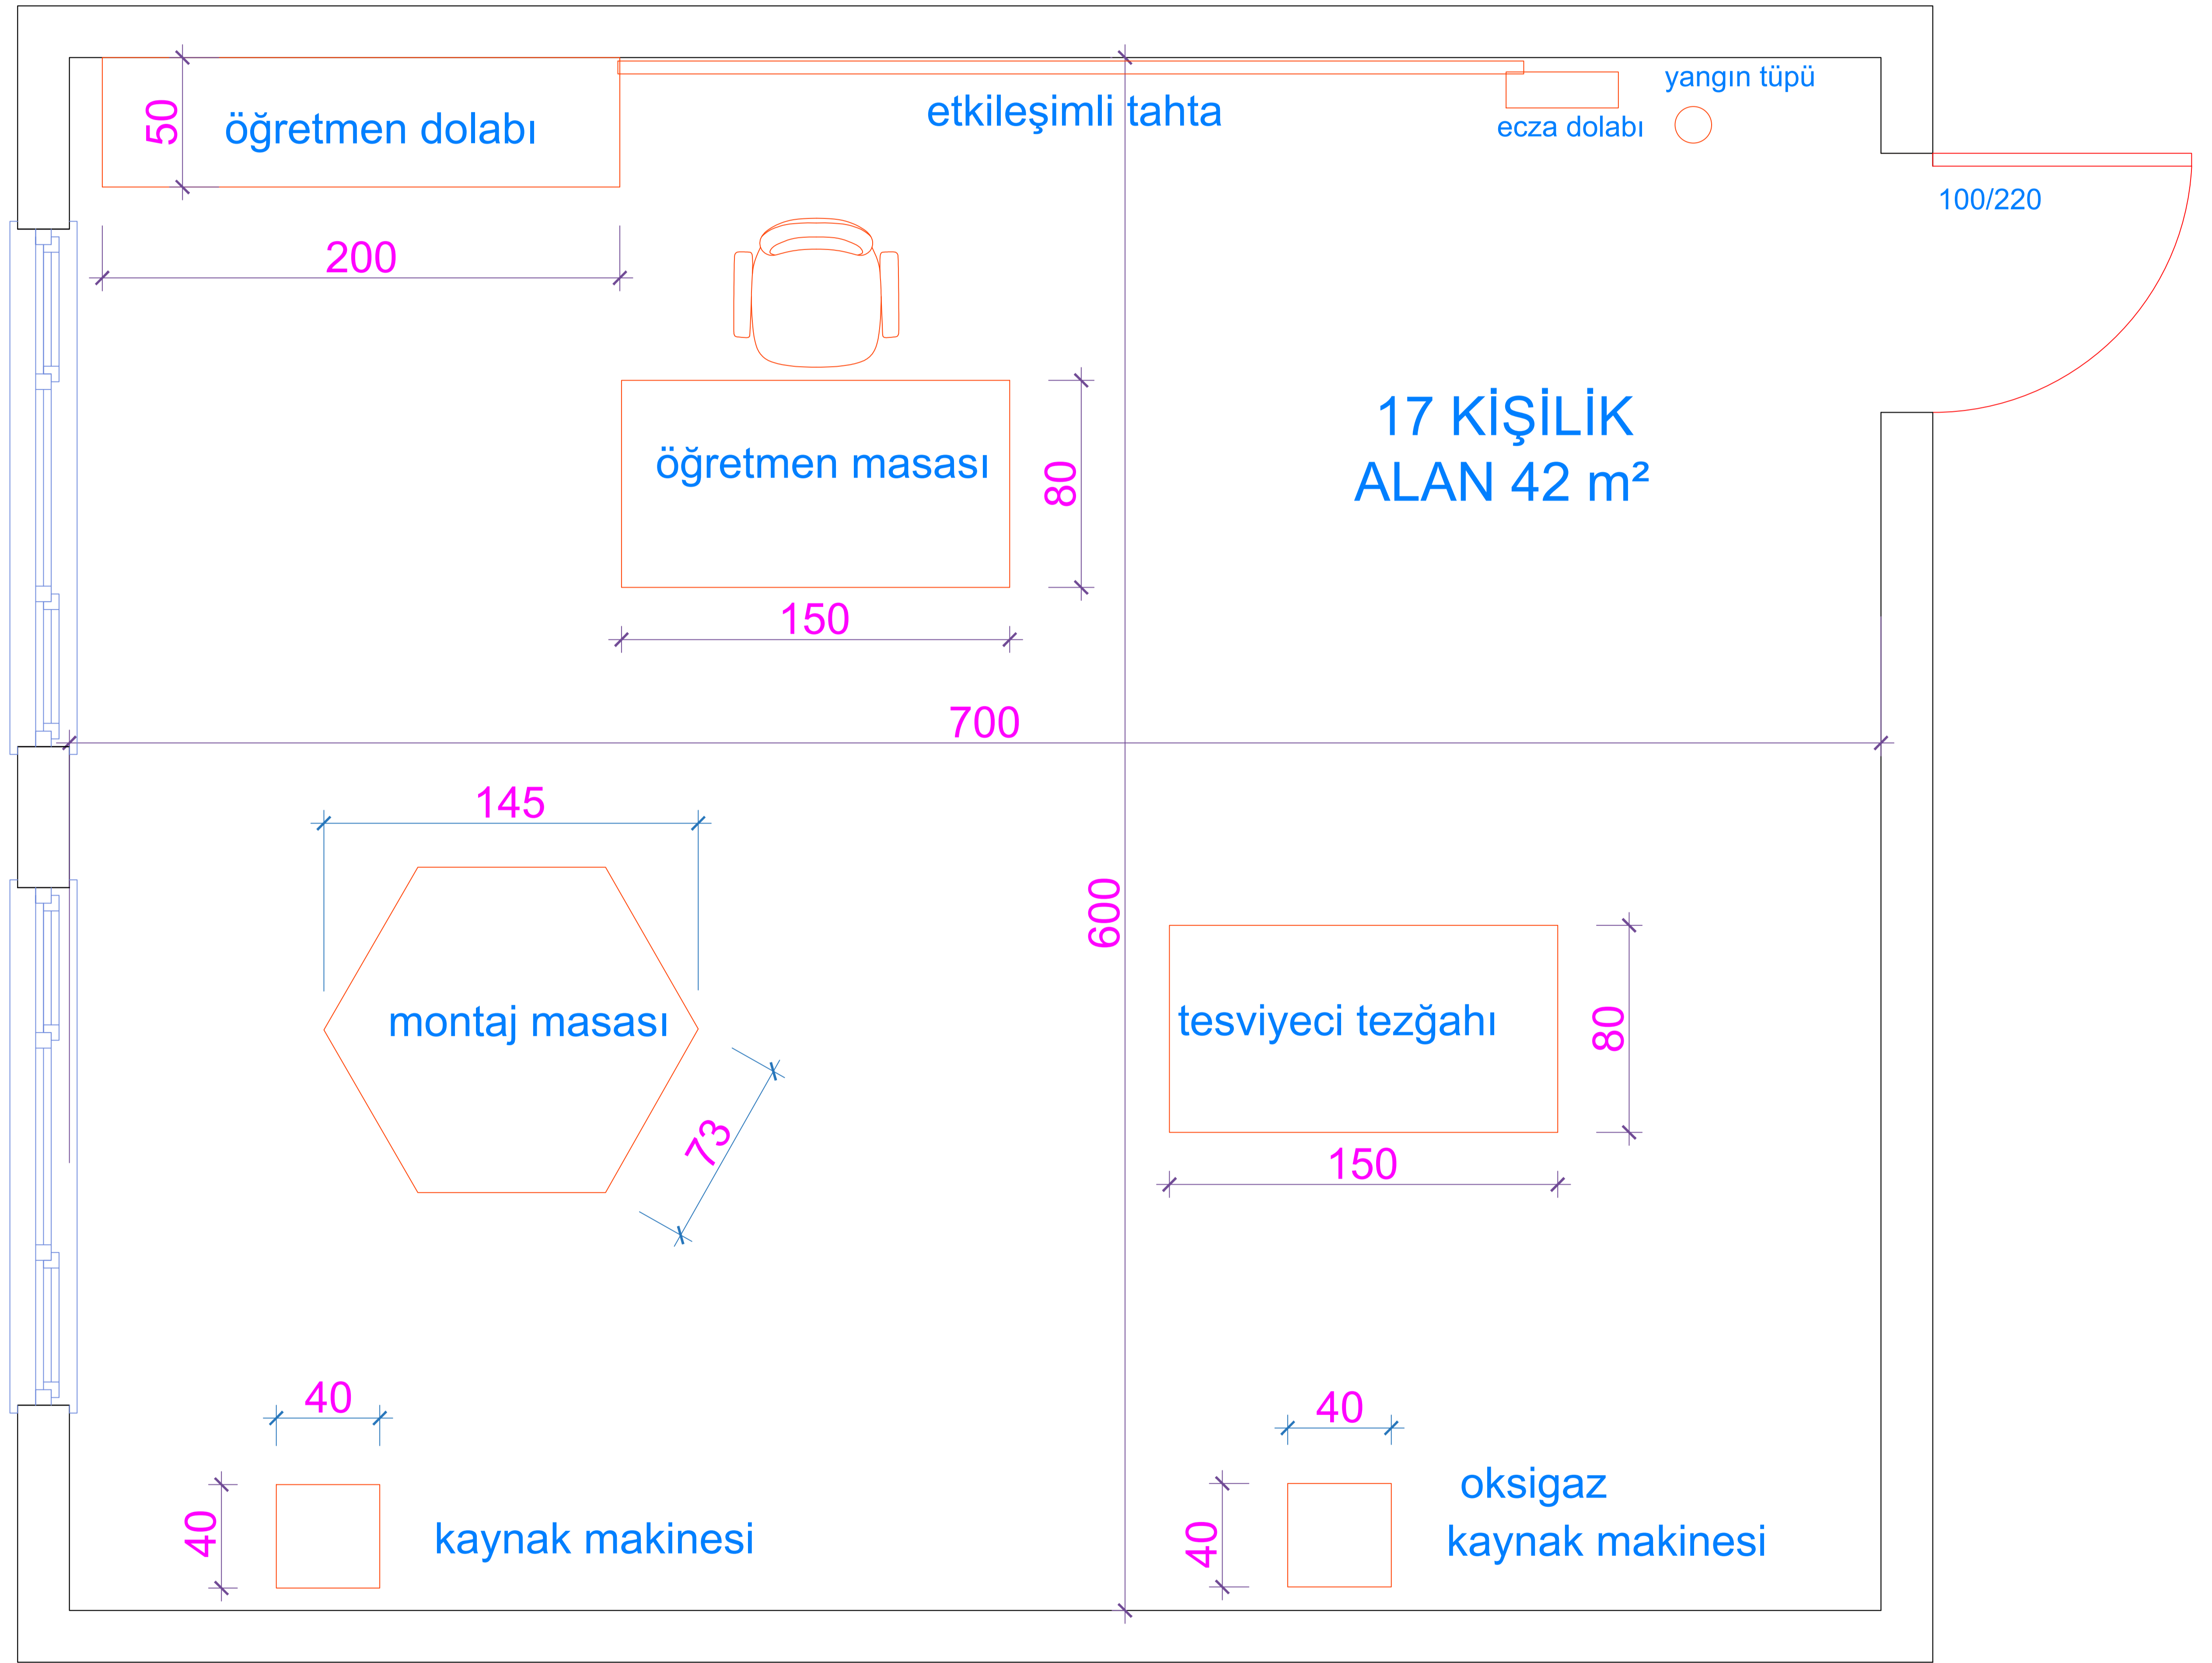 yangın tüpü
etkileşimli tahta
50
öğretmen dolabı
ecza dolabı
100/220
200
17 KİŞİLİK
ALAN 42 m²
öğretmen masası
80
150
700
145
600
montaj masası
tesviyeci tezğahı
80
73
150
40
40
oksigaz
kaynak makinesi
40
kaynak makinesi
40